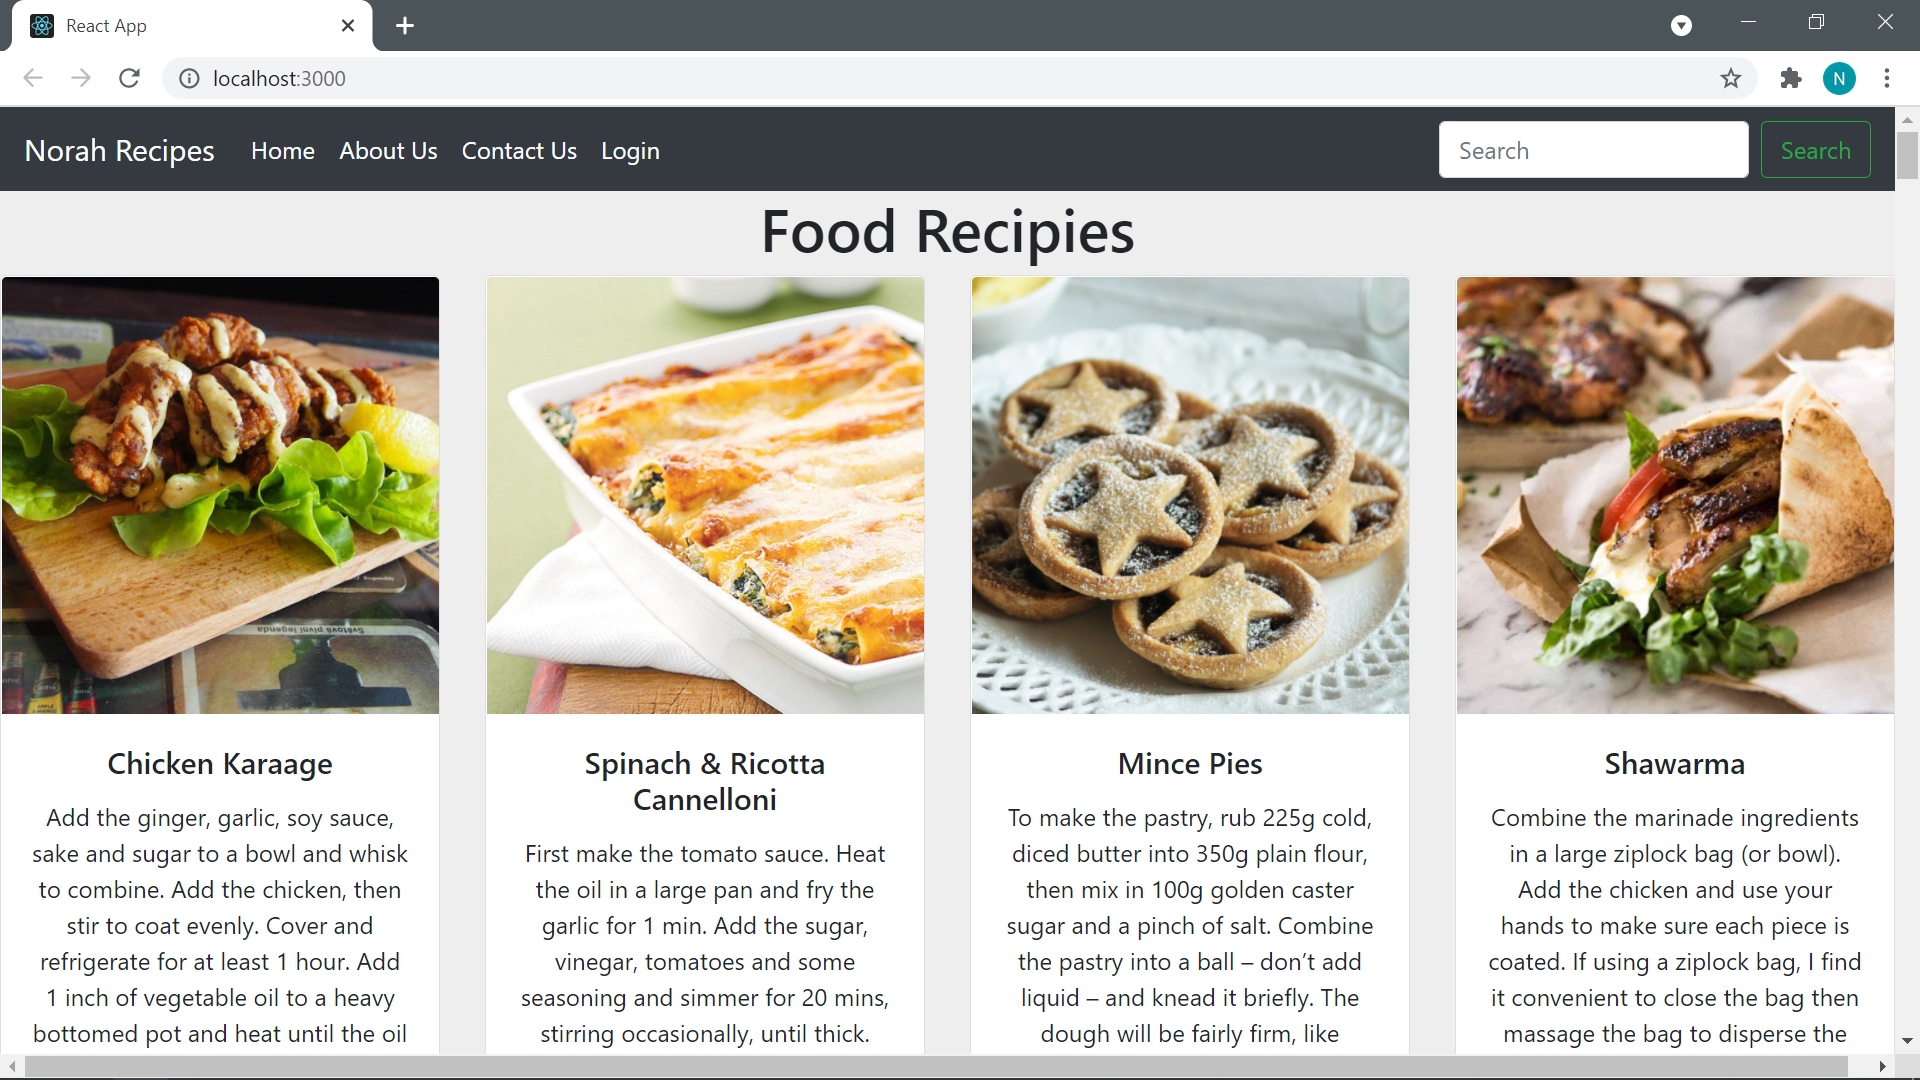 React App
localhost:3000
N
Norah Recipes Home About Us Contact Us Login Search Search
Food Recipies
Světová pivní legenda
Chicken Karaage
Add the ginger, garlic, soy sauce,
sake and sugar to a bowl and whisk
to combine. Add the chicken, then
stir to coat evenly. Cover and
refrigerate for at least 1 hour. Add
1 inch of vegetable oil to a heavy
bottomed pot and heat until the oil
Spinach & Ricotta
Cannelloni
First make the tomato sauce. Heat
the oil in a large pan and fry the
garlic for 1 min. Add the sugar,
vinegar, tomatoes and some
seasoning and simmer for 20 mins,
stirring occasionally, until thick.
Mince Pies
To make the pastry, rub 225g cold,
diced butter into 350g plain flour,
then mix in 100g golden caster
sugar and a pinch of salt. Combine
the pastry into a ball – don’t add
liquid – and knead it briefly. The
dough will be fairly firm, like
Shawarma
Combine the marinade ingredients
in a large ziplock bag (or bowl).
Add the chicken and use your
hands to make sure each piece is
coated. If using a ziplock bag, I find
it convenient to close the bag then
massage the bag to disperse the